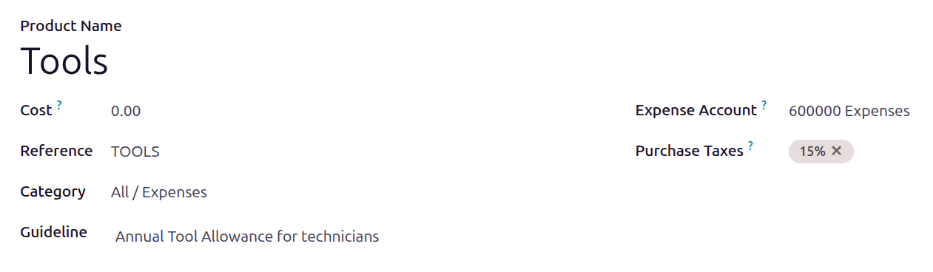 Product Name
Tools
Cost ? 0.00
Expense Account ? 600000 Expenses
Reference TOOLS
Purchase Taxes ? 15% ✕
Category All / Expenses
Guideline Annual Tool Allowance for technicians